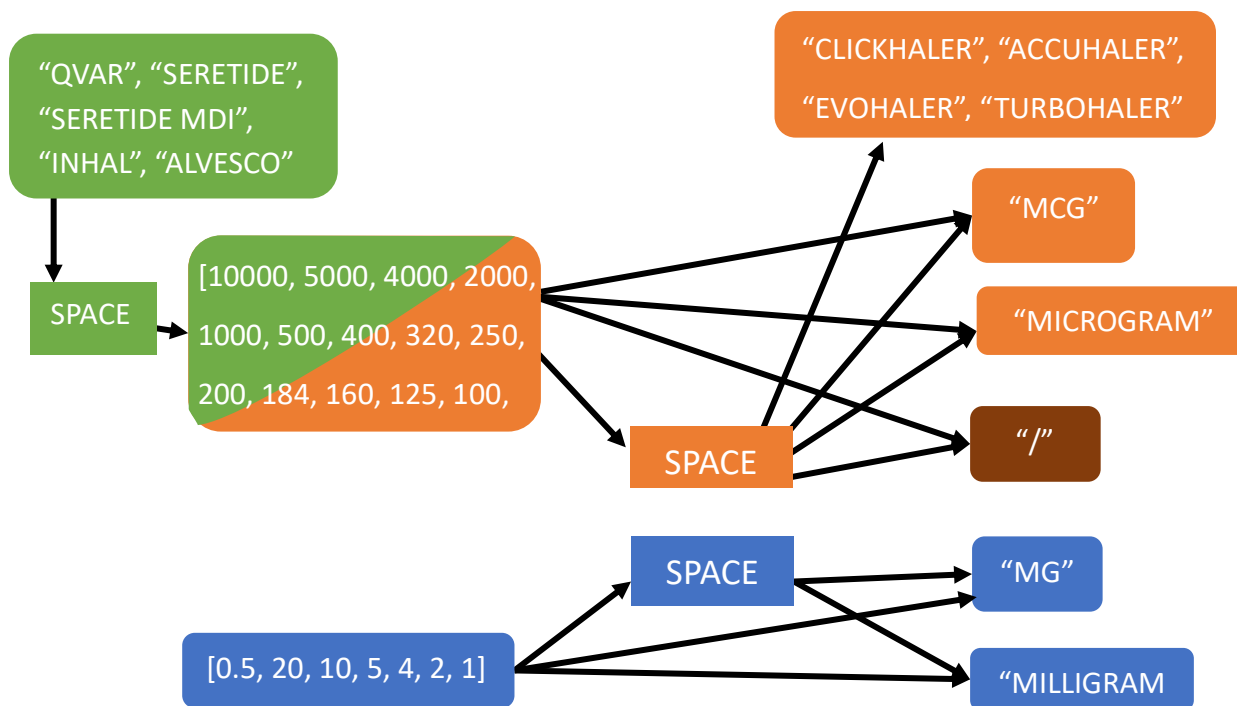 “QVAR”, “SERETIDE”,
“SERETIDE MDI”,
“INHAL”, “ALVESCO”
“CLICKHALER”, “ACCUHALER”,
“EVOHALER”, “TURBOHALER”
SPACE
[10000, 5000, 4000, 2000,
1000, 500, 400, 320, 250,
200, 184, 160, 125, 100,
“MCG”
“MICROGRAM”
“/”
SPACE
SPACE
“MG”
[0.5, 20, 10, 5, 4, 2, 1]
“MILLIGRAM